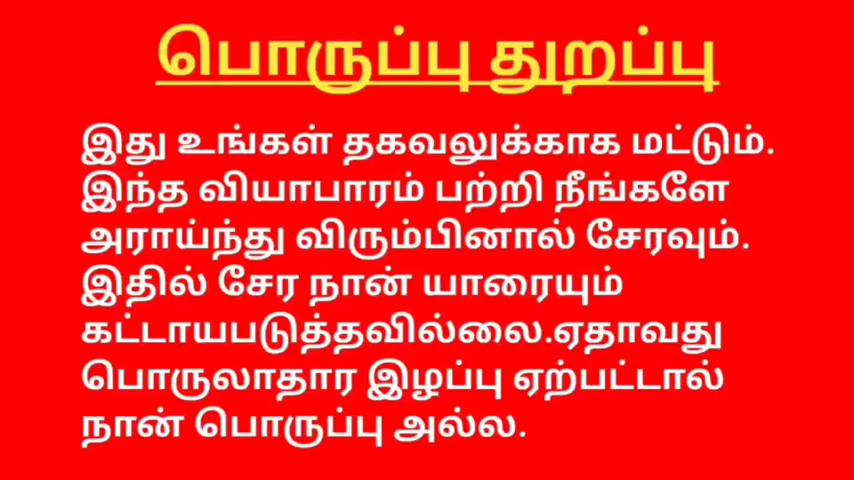 பொருப்பு துறப்பு
இது உங்கள் தகவலுக்காக மட்டும்.
இந்த வியாபாரம் பற்றி நீங்களே
அராய்ந்து விரும்பினால் சேரவும்.
இதில் சேர நான் யாரையும்
கட்டாயபடுத்தவில்லை.ஏதாவது
பொருலாதார இழப்பு ஏற்பட்டால்
நான் பொருப்பு அல்ல.